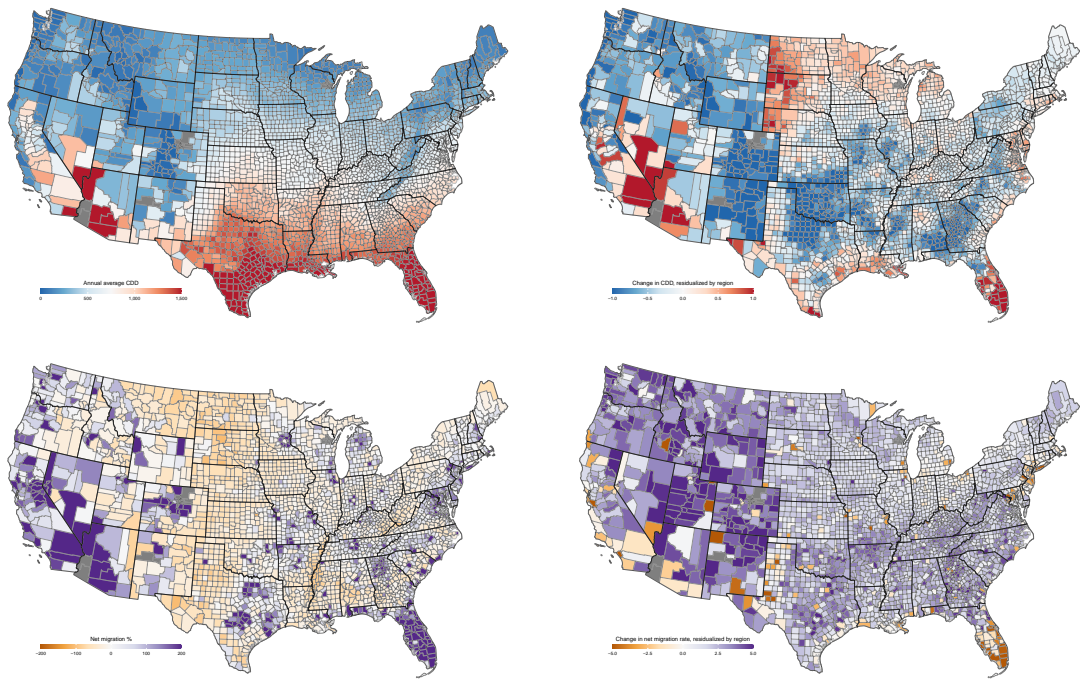 Annual average CDD
0 500 1,000 1,500
Change in CDD, residualized by region
−1.0 −0.5 0.0 0.5 1.0
Net migration %
−200 −100 0 100 200
Change in net migration rate, residualized by region
−5.0 −2.5 0.0 2.5 5.0